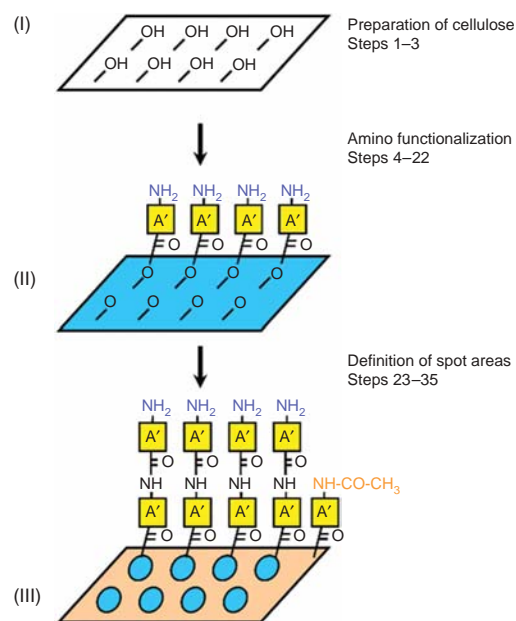 (I)
Preparation of cellulose
Steps 1–3
OH OH OH OH
OH OH OH OH
Amino functionalization
Steps 4–22
NH2 NH2 NH2 NH2
A′ A′ A′ A′
O O O O
(II)
O O O O
O O O O
Definition of spot areas
Steps 23–35
NH2 NH2 NH2 NH2
A′ A′ A′ A′
O O O O
NH NH NH NH NH-CO-CH3
A′ A′ A′ A′ A′
O O O O O
(III)